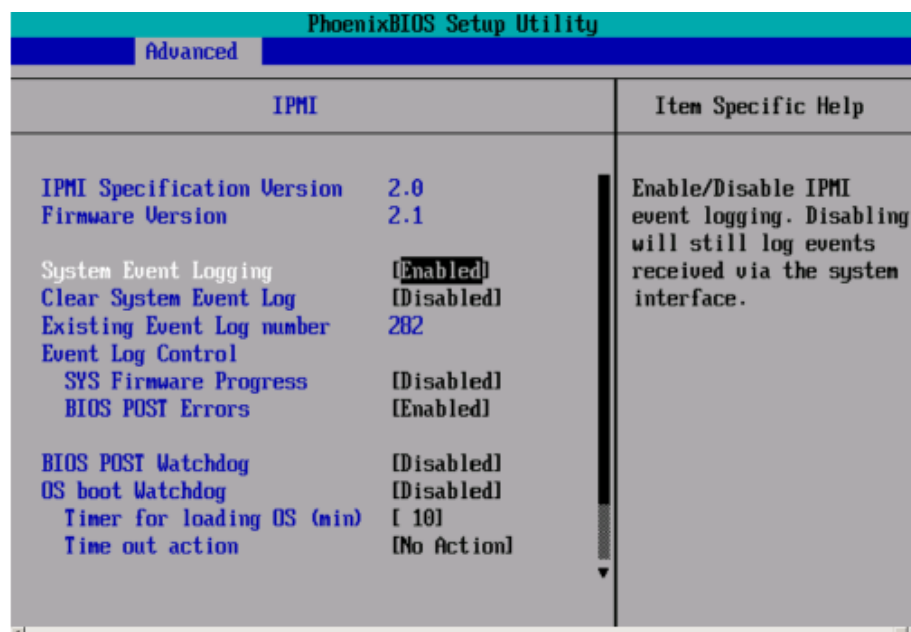 PhoenixBIOS Setup Utility
Advanced
IPMI
Item Specific Help
IPMI Specification Version 2.0
Firmware Version 2.1
System Event Logging [Enabled]
Clear System Event Log [Disabled]
Existing Event Log number 282
Event Log Control
SYS Firmware Progress [Disabled]
BIOS POST Errors [Enabled]
BIOS POST Watchdog [Disabled]
OS boot Watchdog [Disabled]
Timer for loading OS (min) [ 10]
Time out action [No Action]
Enable/Disable IPMI
event logging. Disabling
will still log events
received via the system
interface.